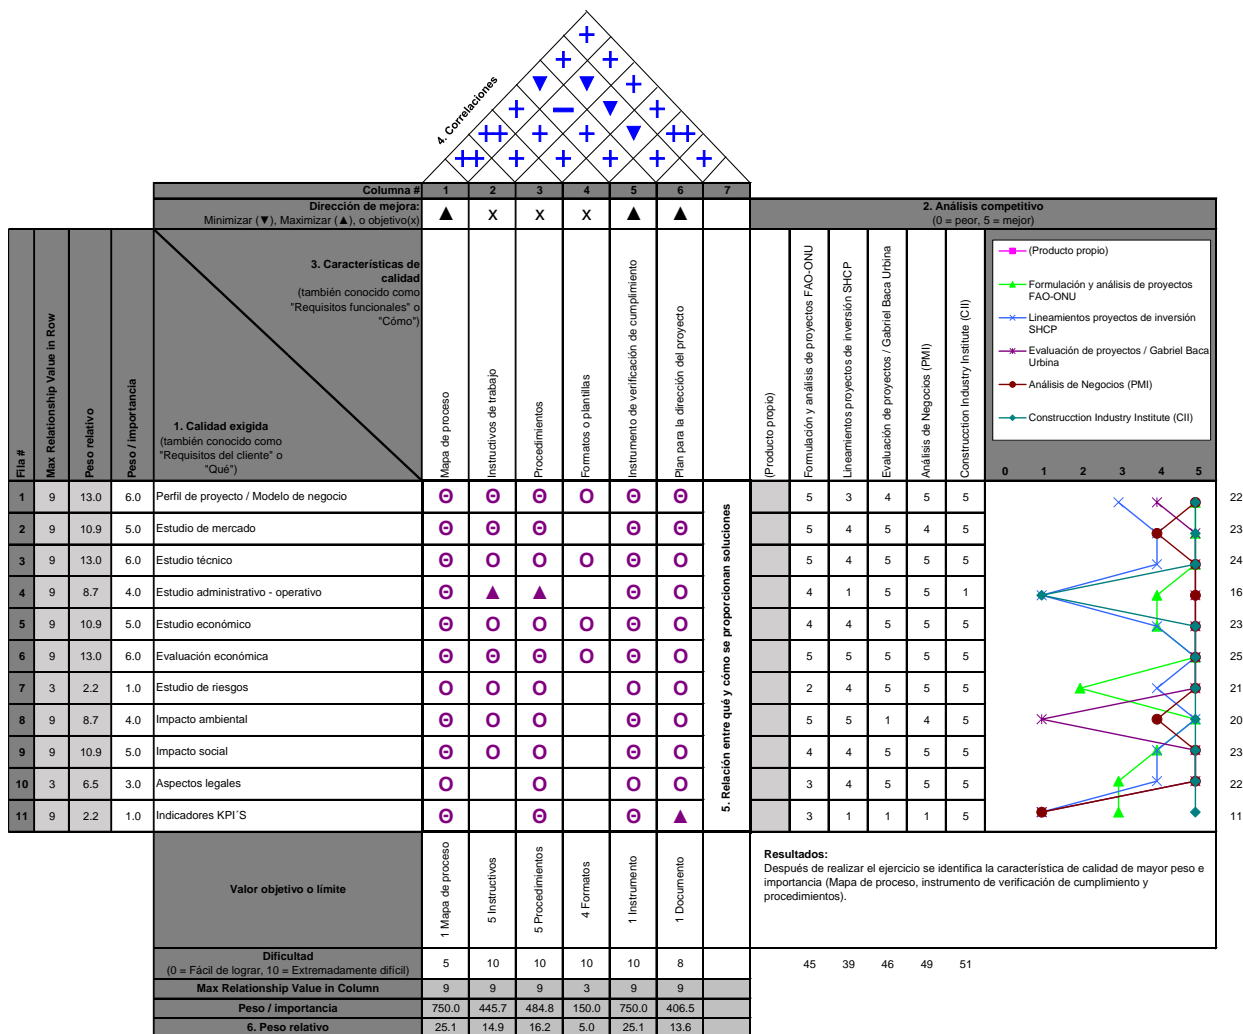 4. Correlaciones
Columna # 1 2 3 4 5 6 7
Dirección de mejora:
Minimizar (▼), Maximizar (▲), o objetivo(x) ▲ x x x ▲ ▲
2. Análisis competitivo
(0 = peor, 5 = mejor)
Fila #
Max Relationship Value in Row
Peso relativo
Peso / importancia
3. Características de
calidad
(también conocido como
"Requisitos funcionales" o
"Cómo")
1. Calidad exigida
(también conocido como
"Requisitos del cliente" o
"Qué")
Mapa de proceso
Instructivos de trabajo
Procedimientos
Formatos o plantillas
Instrumento de verificación de cumplimiento
Plan para la dirección del proyecto
(Producto propio)
Formulación y análisis de proyectos FAO-ONU
Lineamientos proyectos de inversión SHCP
Evaluación de proyectos / Gabriel Baca Urbina
Análisis de Negocios (PMI)
Construcction Industry Institute (CII)
(Producto propio)
Formulación y análisis de proyectos
FAO-ONU
Lineamientos proyectos de inversión
SHCP
Evaluación de proyectos / Gabriel Baca
Urbina
Análisis de Negocios (PMI)
Construcction Industry Institute (CII)
0 1 2 3 4 5
5. Relación entre qué y cómo se proporcionan soluciones
1 9 13.0 6.0 Perfil de proyecto / Modelo de negocio Θ Θ Θ O Θ Θ 5 3 4 5 5 22
2 9 10.9 5.0 Estudio de mercado Θ Θ Θ Θ O 5 4 5 4 5 23
3 9 13.0 6.0 Estudio técnico Θ O O O Θ O 5 4 5 5 5 24
4 9 8.7 4.0 Estudio administrativo - operativo Θ ▲ ▲ Θ O 4 1 5 5 1 16
5 9 10.9 5.0 Estudio económico Θ O O O Θ O 4 4 5 5 5 23
6 9 13.0 6.0 Evaluación económica Θ Θ Θ O Θ O 5 5 5 5 5 25
7 3 2.2 1.0 Estudio de riesgos O O O O O 2 4 5 5 5 21
8 9 8.7 4.0 Impacto ambiental Θ O O Θ O 5 5 1 4 5 20
9 9 10.9 5.0 Impacto social Θ O O Θ O 4 4 5 5 5 23
10 3 6.5 3.0 Aspectos legales O O O O 3 4 5 5 5 22
11 9 2.2 1.0 Indicadores KPI´S Θ Θ Θ ▲ 3 1 1 1 5 11
Valor objetivo o límite
1 Mapa de proceso
5 Instructivos
5 Procedimientos
4 Formatos
1 Instrumento
1 Documento
Resultados:
Después de realizar el ejercicio se identifica la característica de calidad de mayor peso e
importancia (Mapa de proceso, instrumento de verificación de cumplimiento y
procedimientos).
Dificultad
(0 = Fácil de lograr, 10 = Extremadamente difícil) 5 10 10 10 10 8 45 39 46 49 51
Max Relationship Value in Column 9 9 9 3 9 9
Peso / importancia 750.0 445.7 484.8 150.0 750.0 406.5
6. Peso relativo 25.1 14.9 16.2 5.0 25.1 13.6